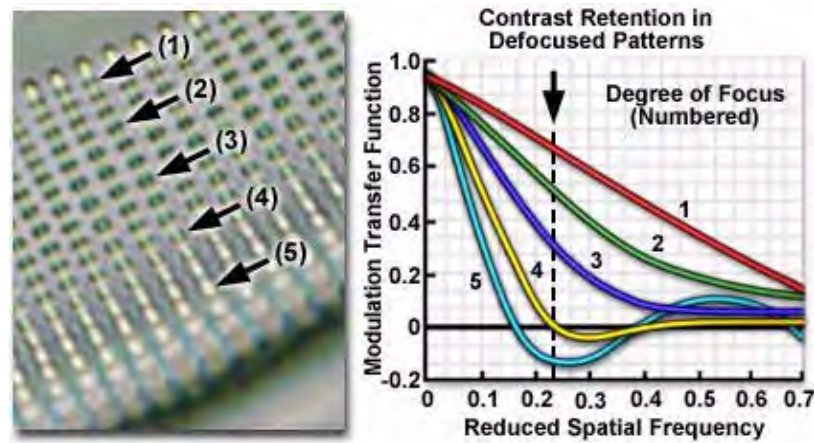 (1)
(2)
(3)
(4)
(5)
Contrast Retention in
Defocused Patterns
Degree of Focus
(Numbered)
Modulation Transfer Function
1.0
0.8
0.6
0.4
0.2
0
-0.2
1
2
3
4
5
0 0.1 0.2 0.3 0.4 0.5 0.6 0.7
Reduced Spatial Frequency